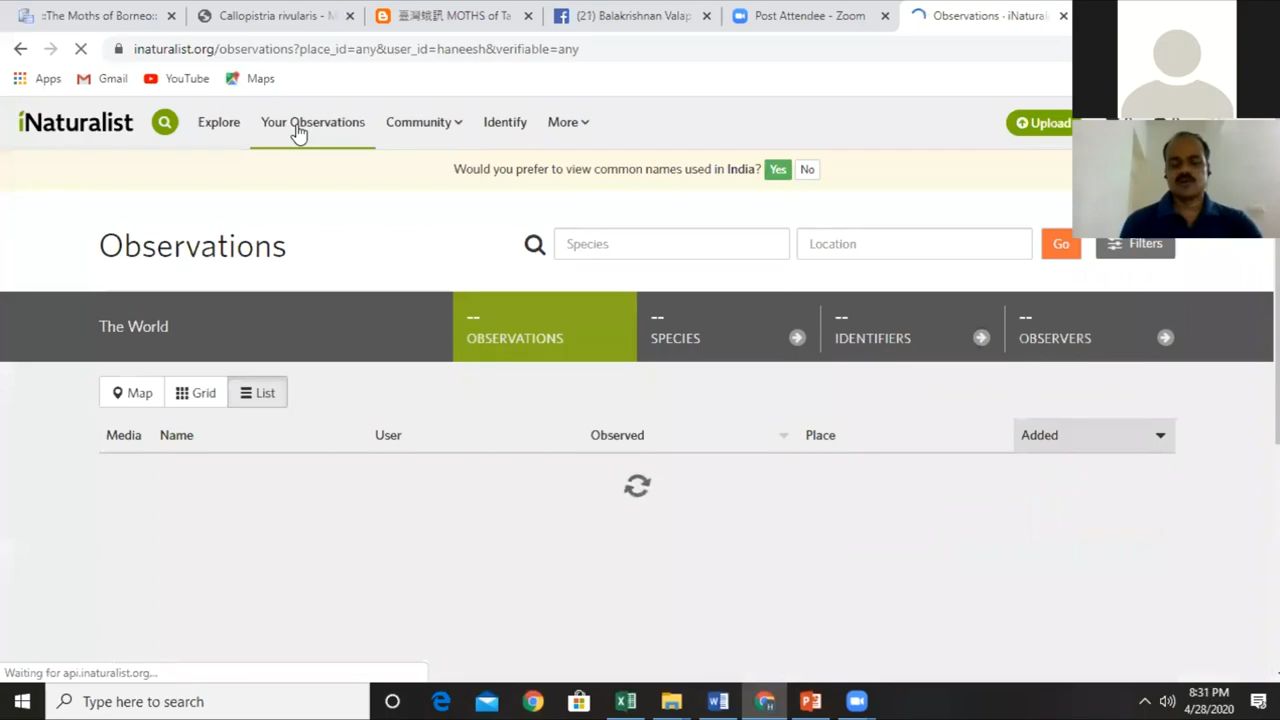 ::The Moths of Borneo::
Callopistria rivularis - M
臺灣蛾訊 MOTHS of Ta
(21) Balakrishnan Valap
Post Attendee - Zoom
Observations · iNatural
inaturalist.org/observations?place_id=any&user_id=haneesh&verifiable=any
Apps Gmail YouTube Maps
iNaturalist Explore Your Observations Community Identify More Upload
Would you prefer to view common names used in India? Yes No
Observations Species Location Go Filters
The World
-- OBSERVATIONS
-- SPECIES
-- IDENTIFIERS
-- OBSERVERS
Map Grid List
Media Name User Observed Place Added
Waiting for api.inaturalist.org...
Type here to search
8:31 PM
4/28/2020